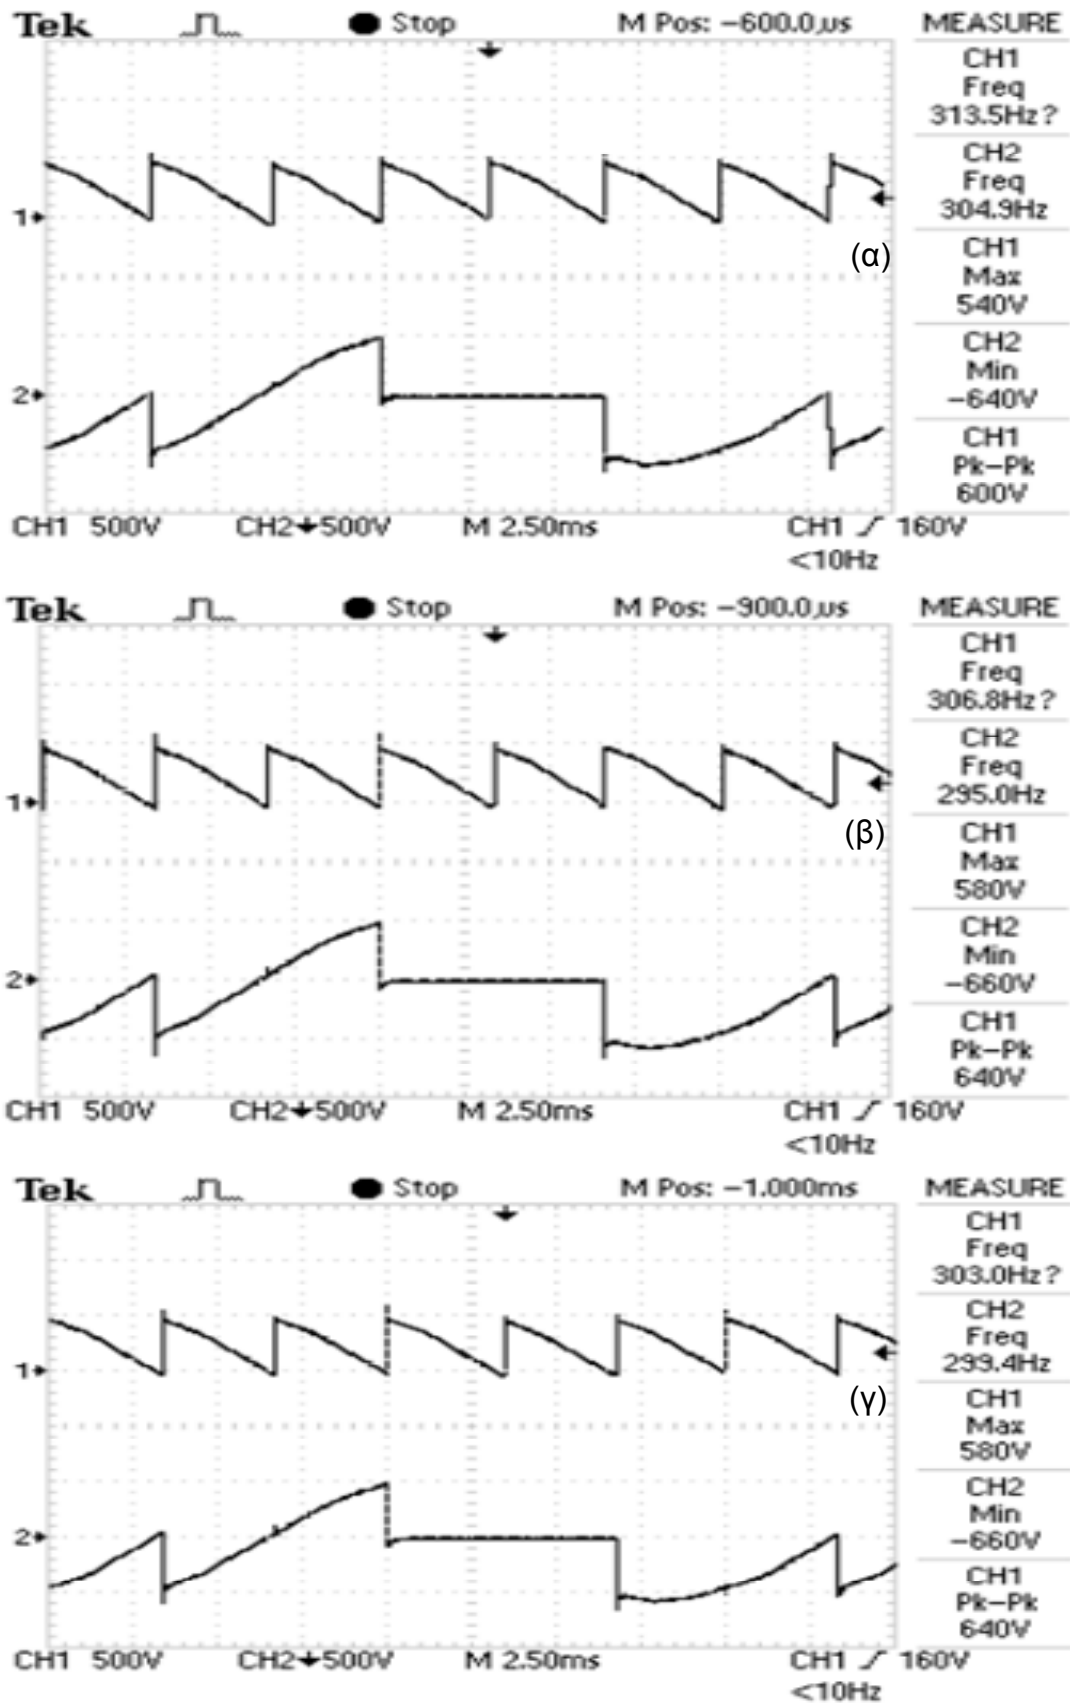 Tek Stop M Pos: -600.0µs MEASURE
CH1
Freq
313.5Hz?
CH2
Freq
304.9Hz
1
(α)
CH1
Max
540V
CH2
Min
-640V
2
CH1
Pk-Pk
600V
CH1 500V CH2 500V M 2.50ms CH1 160V
<10Hz
Tek Stop M Pos: -900.0µs MEASURE
CH1
Freq
306.8Hz?
CH2
Freq
295.0Hz
1
(β)
CH1
Max
580V
CH2
Min
-660V
2
CH1
Pk-Pk
640V
CH1 500V CH2 500V M 2.50ms CH1 160V
<10Hz
Tek Stop M Pos: -1.000ms MEASURE
CH1
Freq
303.0Hz?
CH2
Freq
299.4Hz
1
(γ)
CH1
Max
580V
CH2
Min
-660V
2
CH1
Pk-Pk
640V
CH1 500V CH2 500V M 2.50ms CH1 160V
<10Hz